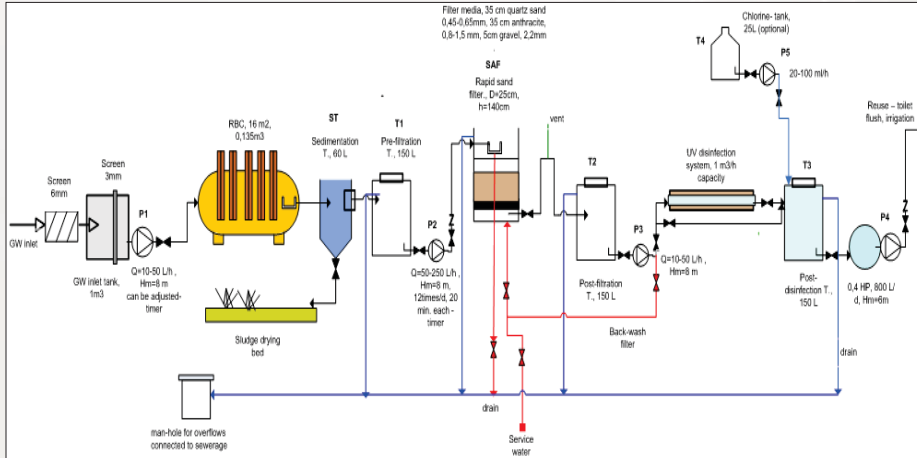 Filter media, 35 cm quartz sand
0,45-0,65mm, 35 cm anthracite,
0,8-1,5 mm, 5cm gravel, 2,2mm
SAF
Rapid sand
filter., D=25cm,
h=140cm
Chlorine- tank,
25L (optional)
T4
P5
20-100 ml/h
Reuse – toilet
flush, irrigation
RBC, 16 m2,
0,135m3
ST
Sedimentation
T., 60 L
T1
Pre-filtration
T., 150 L
vent
T2
UV disinfection
system, 1 m3/h
capacity
T3
Screen
3mm
Screen
6mm
P1
P2
P3
P4
GW inlet
GW inlet tank,
1m3
Q=10-50 L/h ,
Hm=8 m
can be adjusted-
timer
Q=50-250 L/h ,
Hm=8 m,
12times/d, 20
min. each -
timer
Post-filtration
T., 150 L
Q=10-50 L/h ,
Hm=8 m
Post-
disinfection T.,
150 L
0,4 HP, 800 L/
d, Hm=6m
Sludge drying
bed
Back-wash
filter
drain
drain
man-hole for overflows
connected to sewerage
Service
water